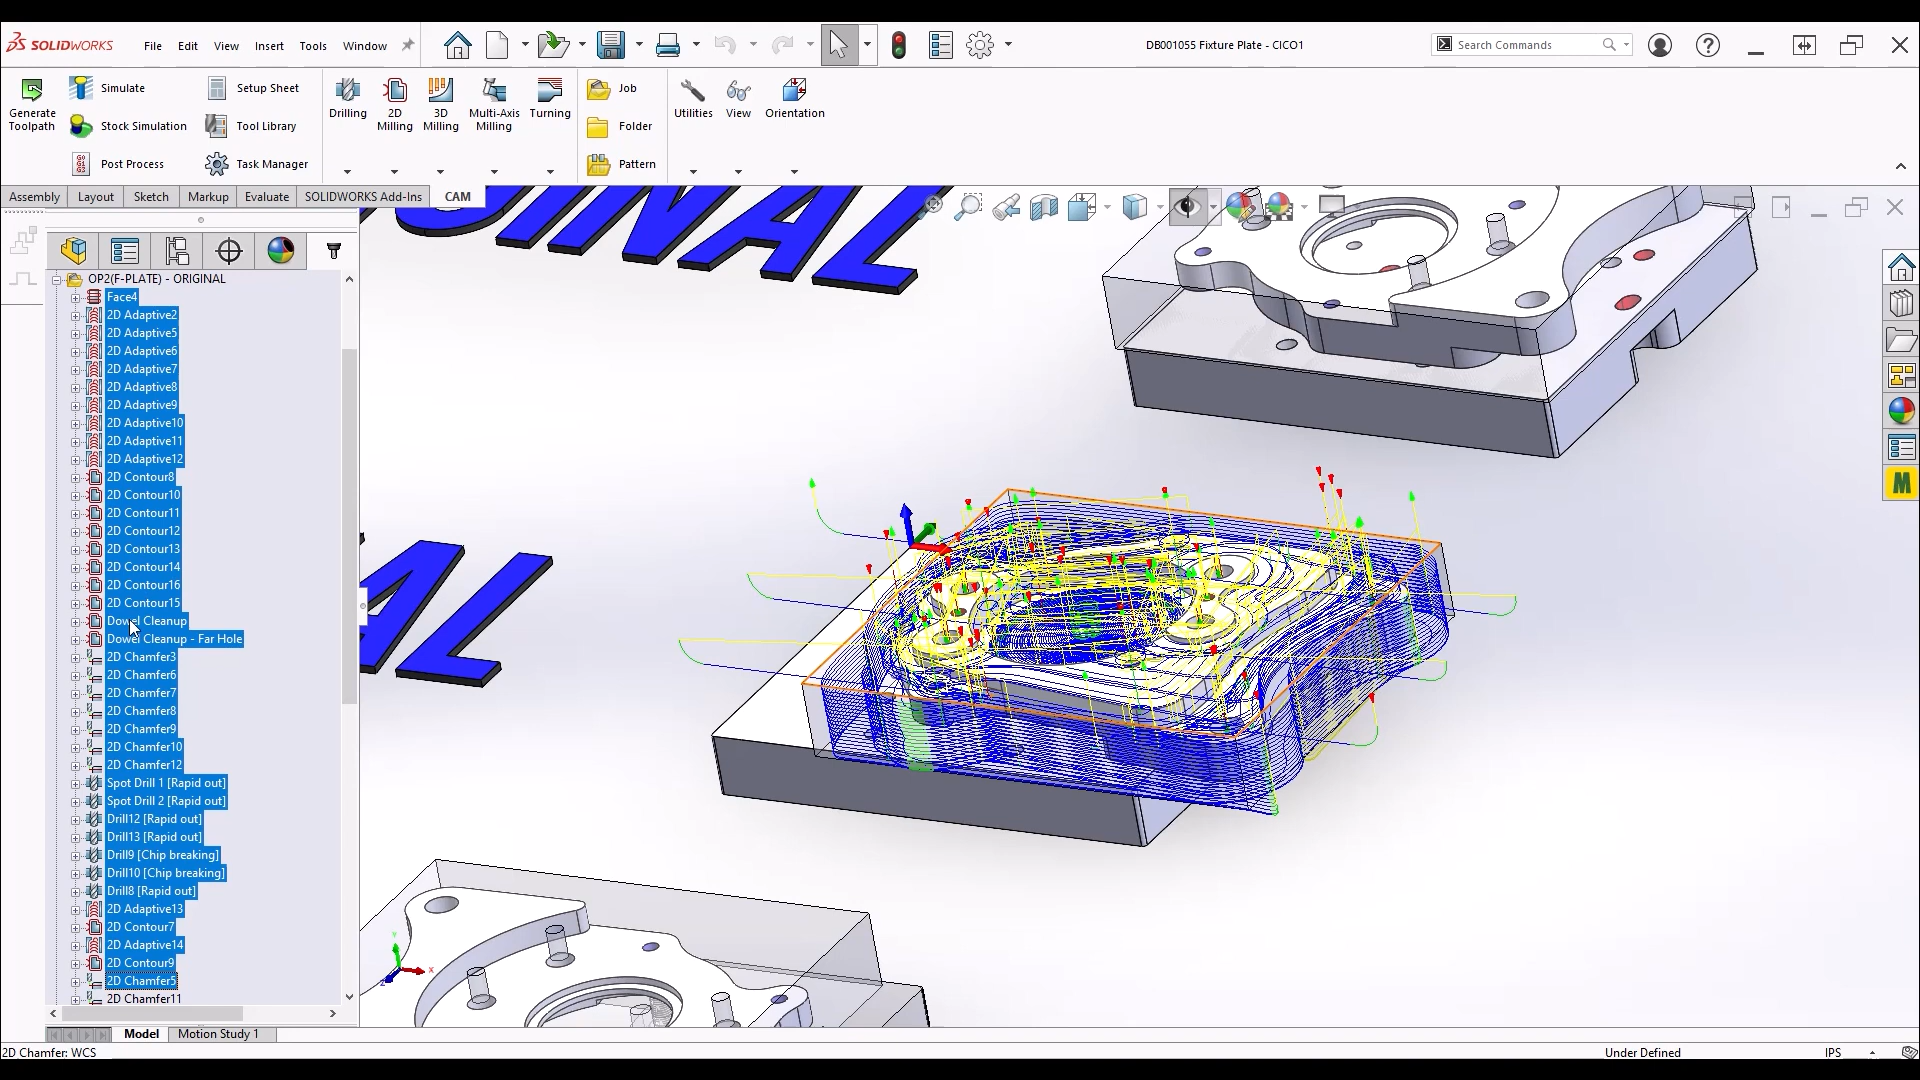 SOLIDWORKS
File Edit View Insert Tools Window
DB001055 Fixture Plate - CICO1
Search Commands
Generate Toolpath
Simulate
Stock Simulation
Post Process
Setup Sheet
Tool Library
Task Manager
Drilling
2D Milling
3D Milling
Multi-Axis Milling
Turning
Job
Folder
Pattern
Utilities
View
Orientation
Assembly Layout Sketch Markup Evaluate SOLIDWORKS Add-Ins CAM
OP2(F-PLATE) - ORIGINAL
Face4
2D Adaptive2
2D Adaptive5
2D Adaptive6
2D Adaptive7
2D Adaptive8
2D Adaptive9
2D Adaptive10
2D Adaptive11
2D Adaptive12
2D Contour8
2D Contour10
2D Contour11
2D Contour12
2D Contour13
2D Contour14
2D Contour16
2D Contour15
Dowel Cleanup
Dowel Cleanup - Far Hole
2D Chamfer3
2D Chamfer6
2D Chamfer7
2D Chamfer8
2D Chamfer9
2D Chamfer10
2D Chamfer12
Spot Drill 1 [Rapid out]
Spot Drill 2 [Rapid out]
Drill12 [Rapid out]
Drill13 [Rapid out]
Drill9 [Chip breaking]
Drill10 [Chip breaking]
Drill8 [Rapid out]
2D Adaptive13
2D Contour7
2D Adaptive14
2D Contour9
2D Chamfer5
2D Chamfer11
INAL
AL
M
Y
X
Z
Model Motion Study 1
2D Chamfer: WCS
Under Defined
IPS